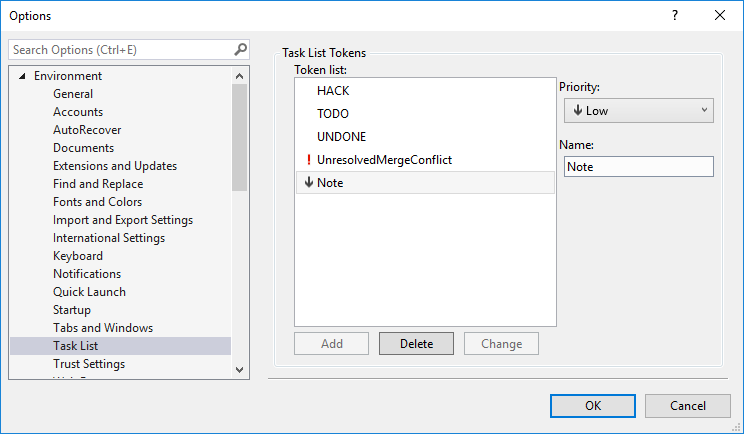 Options
Search Options (Ctrl+E)
Environment
General
Accounts
AutoRecover
Documents
Extensions and Updates
Find and Replace
Fonts and Colors
Import and Export Settings
International Settings
Keyboard
Notifications
Quick Launch
Startup
Tabs and Windows
Task List
Trust Settings
Task List Tokens
Token list:
HACK
TODO
UNDONE
UnresolvedMergeConflict
Note
Priority:
Low
Name:
Note
Add
Delete
Change
OK
Cancel